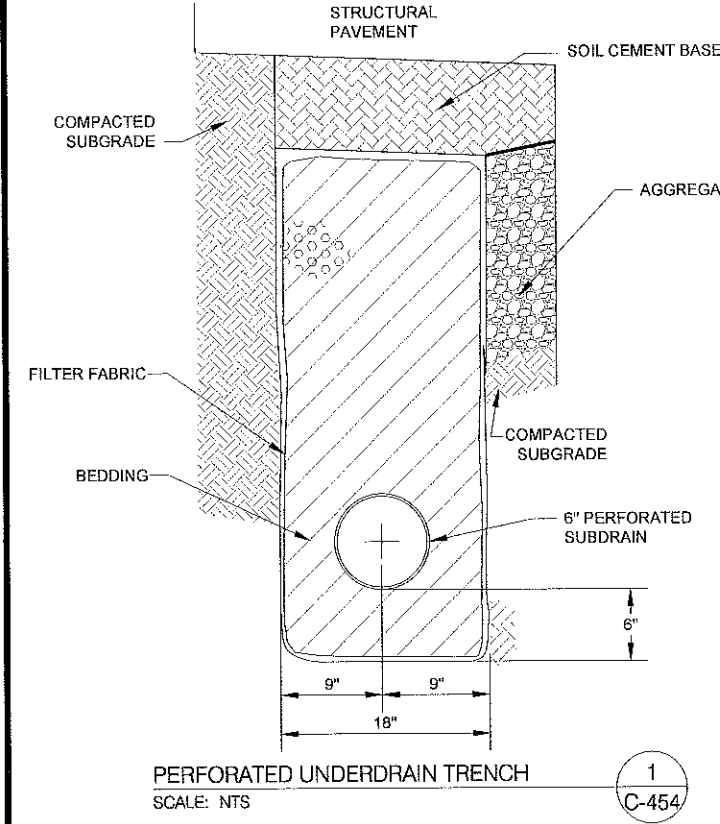 STRUCTURAL
PAVEMENT
SOIL CEMENT BASE
COMPACTED
SUBGRADE
AGGREGA
FILTER FABRIC
COMPACTED
SUBGRADE
BEDDING
6" PERFORATED
SUBDRAIN
6"
9" 9"
18"
PERFORATED UNDERDRAIN TRENCH
SCALE: NTS
1
C-454